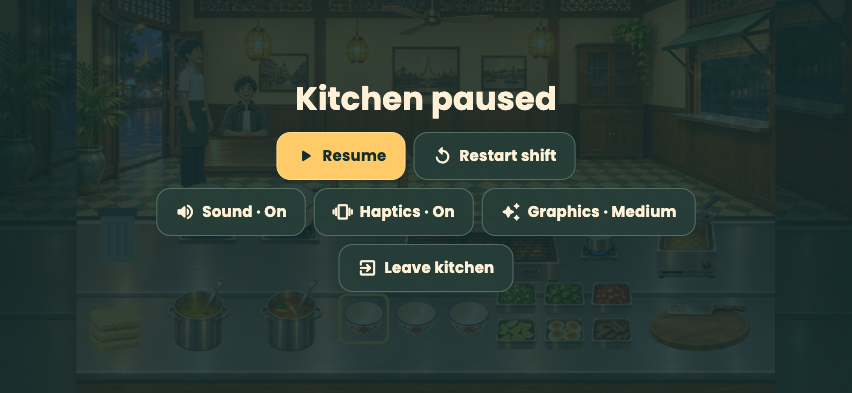 Kitchen paused
Resume
Restart shift
Sound · On
Haptics · On
Graphics · Medium
Leave kitchen